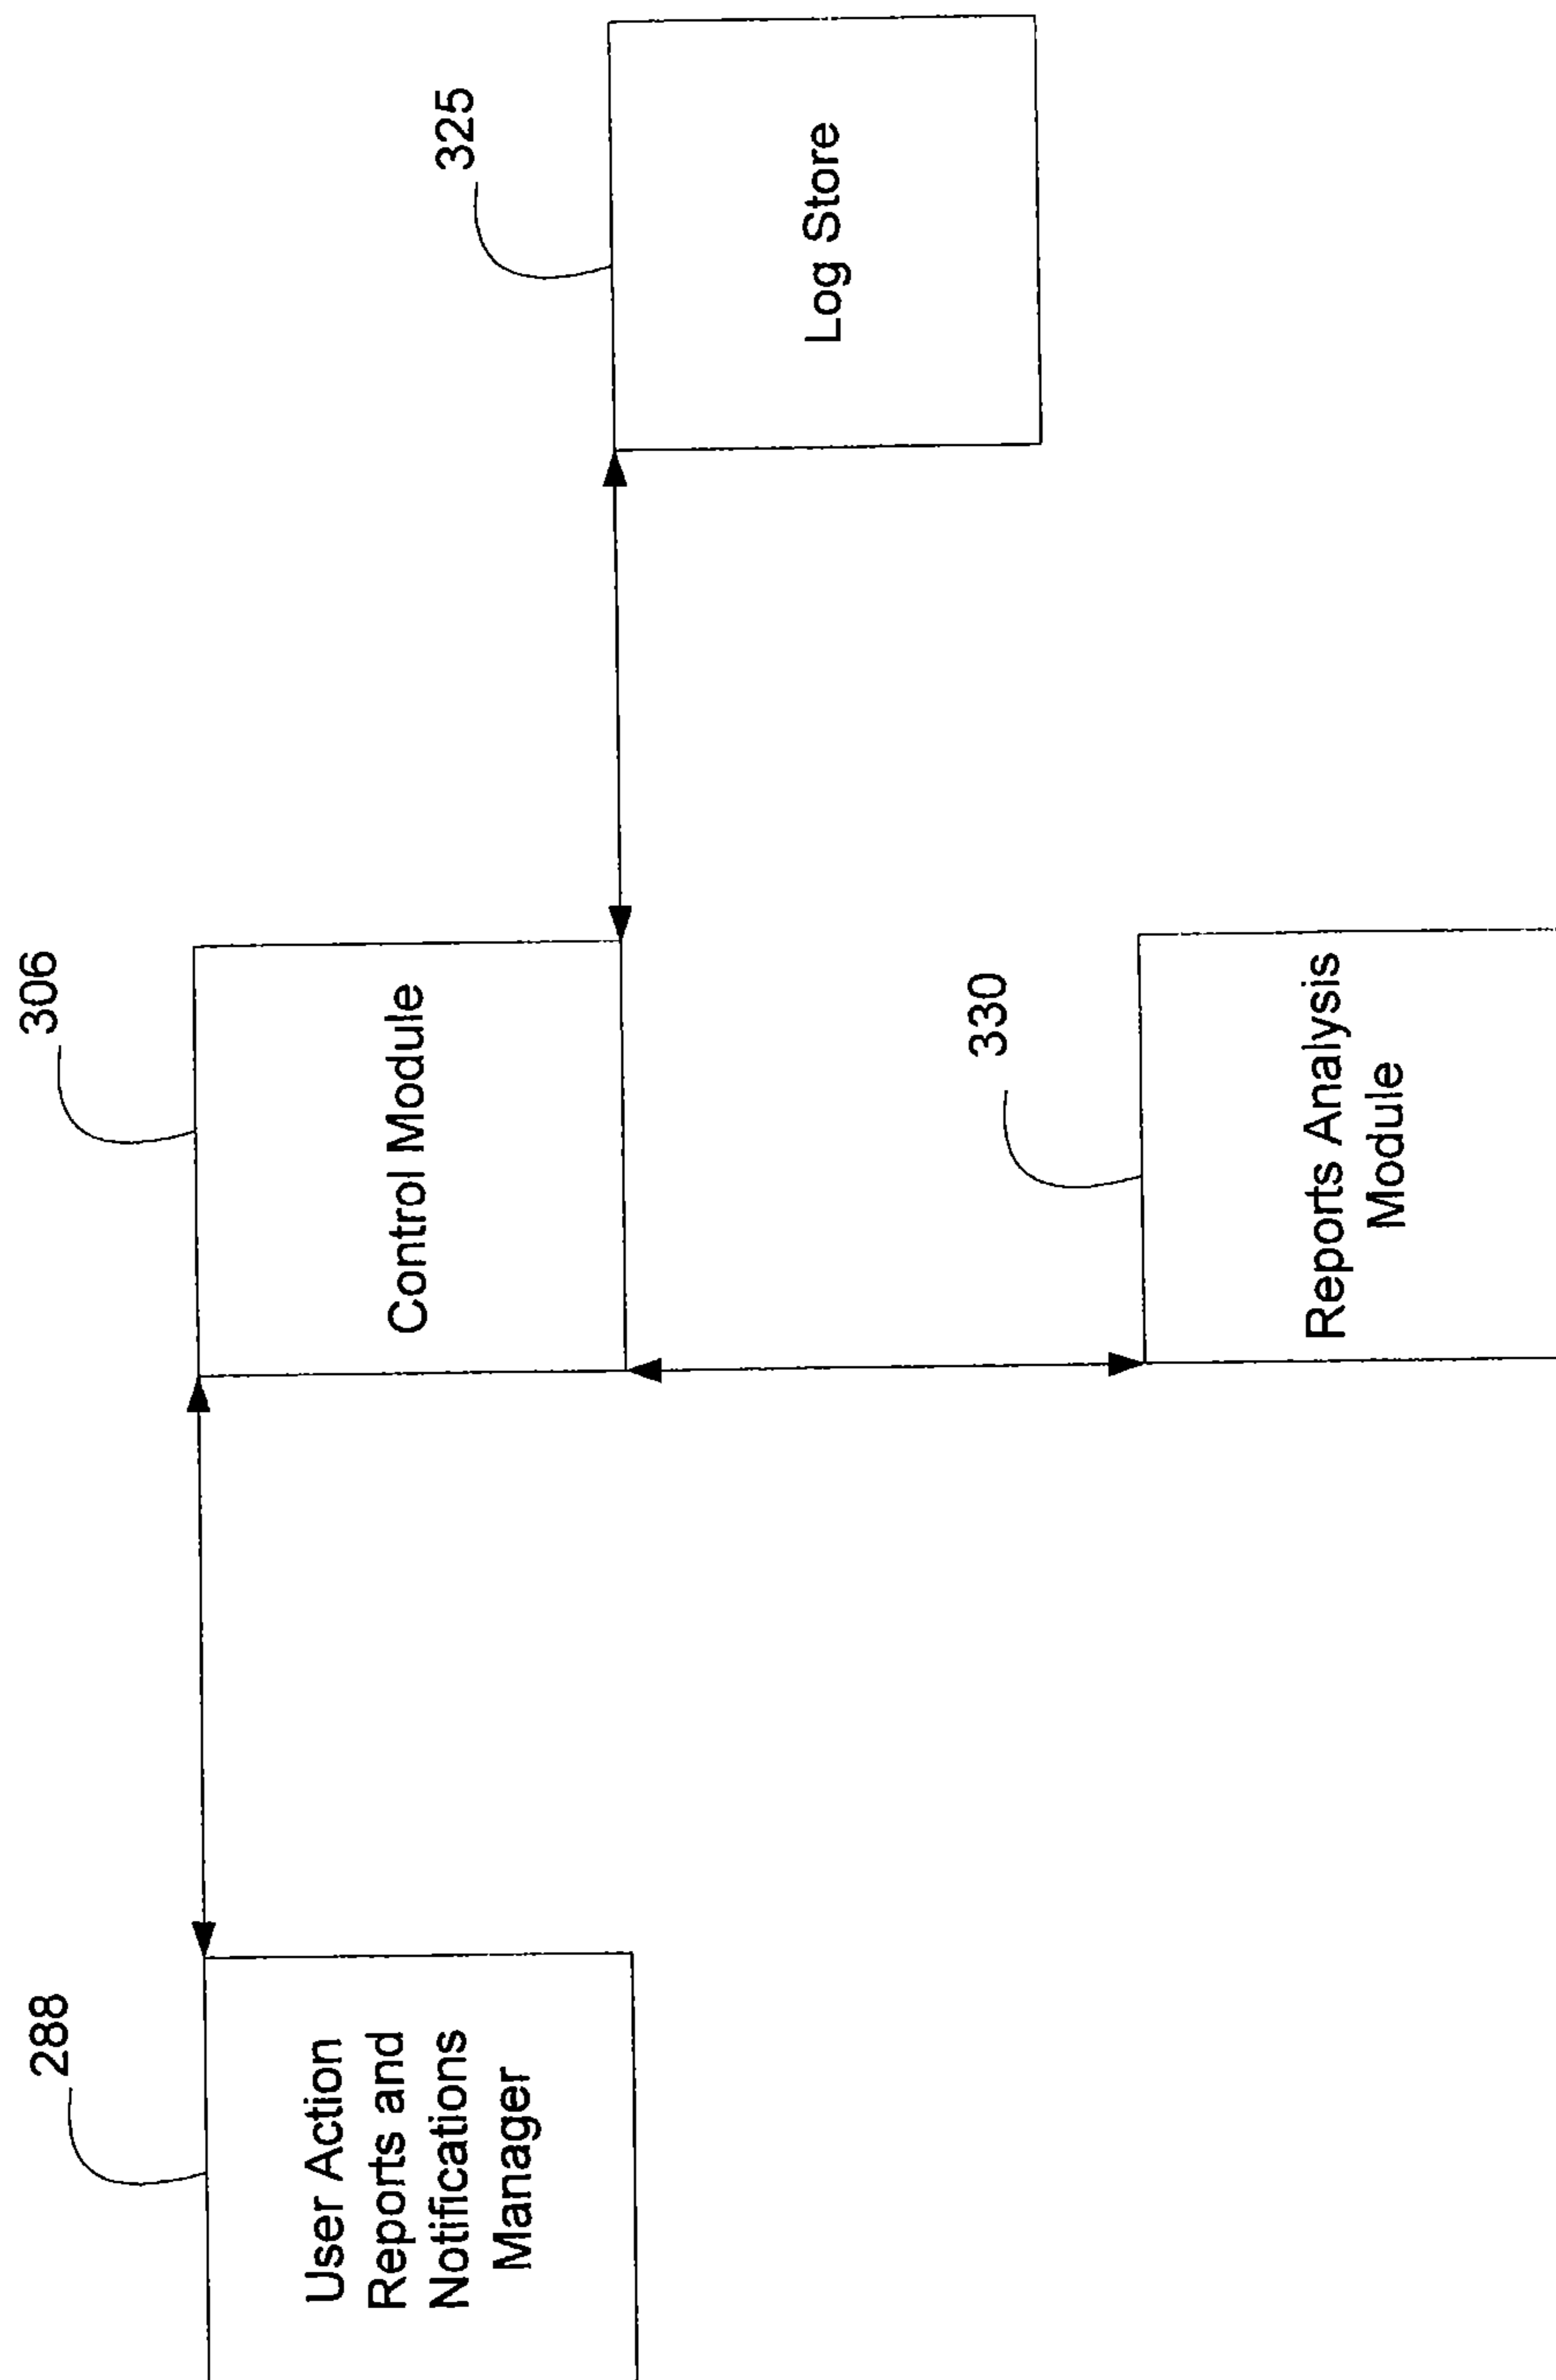 288
User Action
Reports and
Notifications
Manager
306
Control Module
325
Log Store
330
Reports Analysis
Module